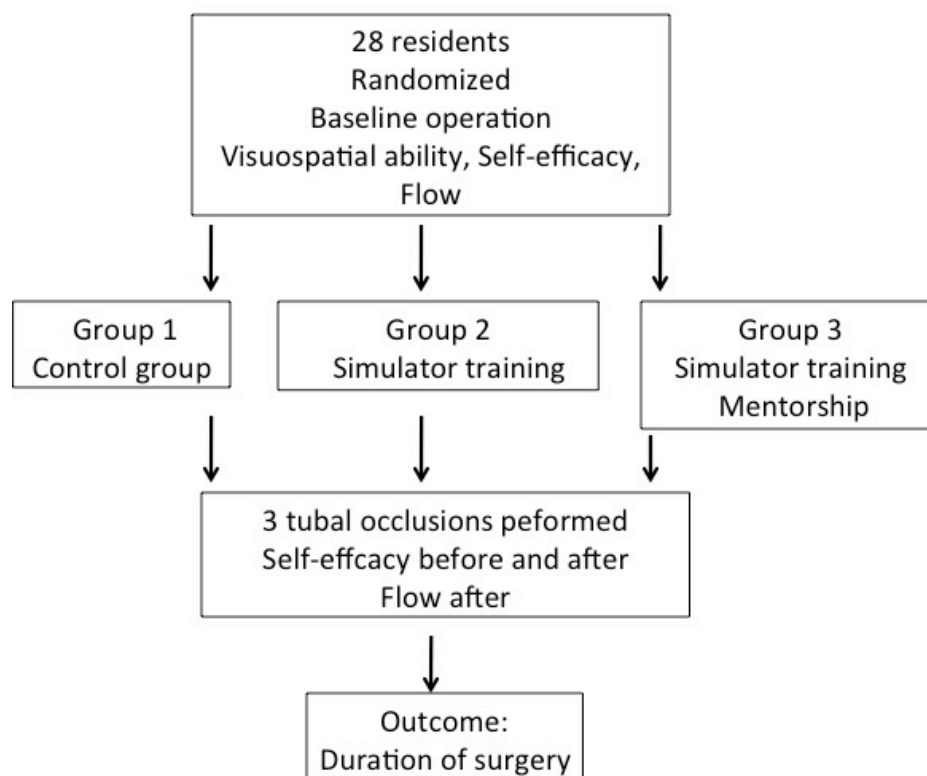 28 residents
Randomized
Baseline operation
Visuospatial ability, Self-efficacy,
Flow
Group 1
Control group
Group 2
Simulator training
Group 3
Simulator training
Mentorship
3 tubal occlusions peformed
Self-effcacy before and after
Flow after
Outcome:
Duration of surgery